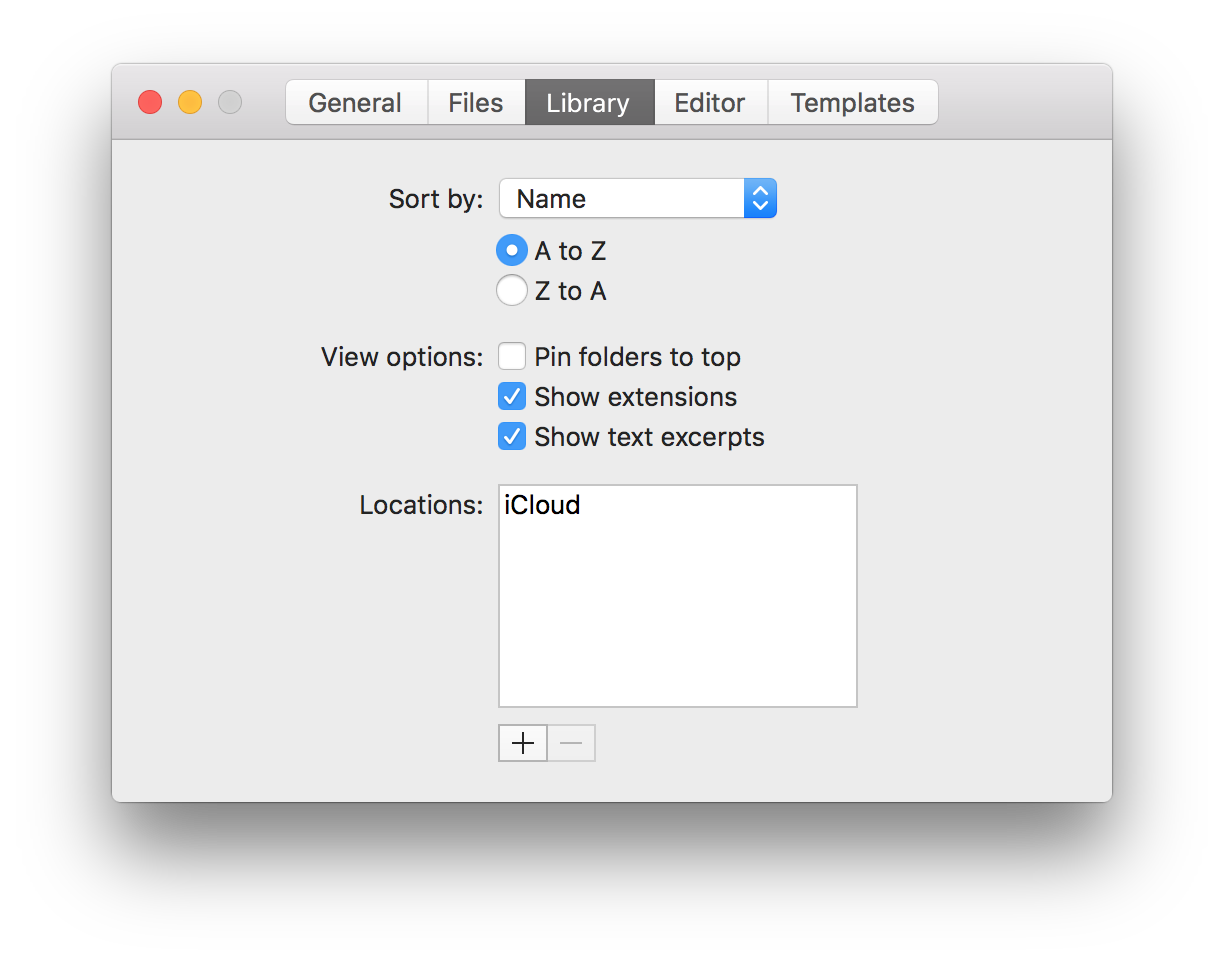 General Files Library Editor Templates
Sort by: Name
A to Z
Z to A
View options: Pin folders to top
Show extensions
Show text excerpts
Locations: iCloud